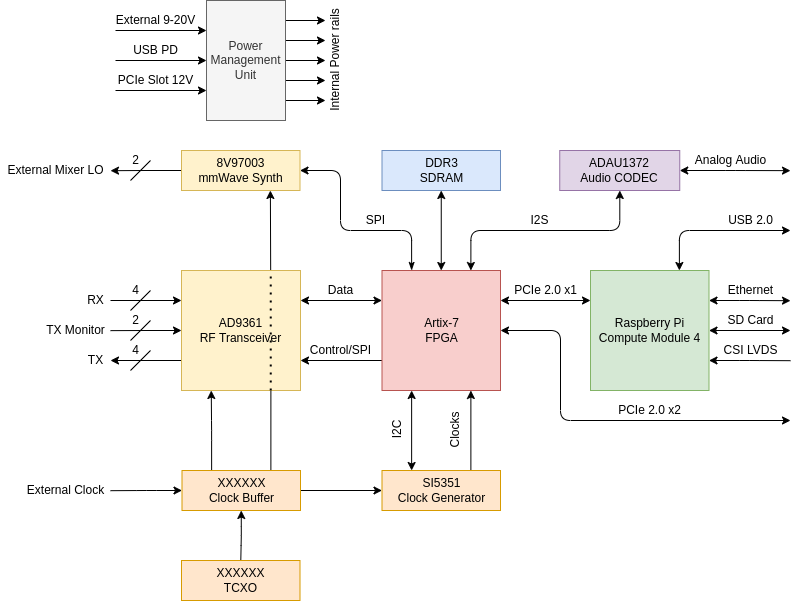 External 9-20V
USB PD
PCIe Slot 12V
Power
Management
Unit
Internal Power rails
External Mixer LO
2
8V97003
mmWave Synth
DDR3
SDRAM
ADAU1372
Audio CODEC
Analog Audio
SPI
I2S
USB 2.0
RX
4
TX Monitor
2
TX
4
AD9361
RF Transceiver
Data
Control/SPI
Artix-7
FPGA
PCIe 2.0 x1
Raspberry Pi
Compute Module 4
Ethernet
SD Card
CSI LVDS
PCIe 2.0 x2
I2C
Clocks
External Clock
XXXXXX
Clock Buffer
SI5351
Clock Generator
XXXXXX
TCXO